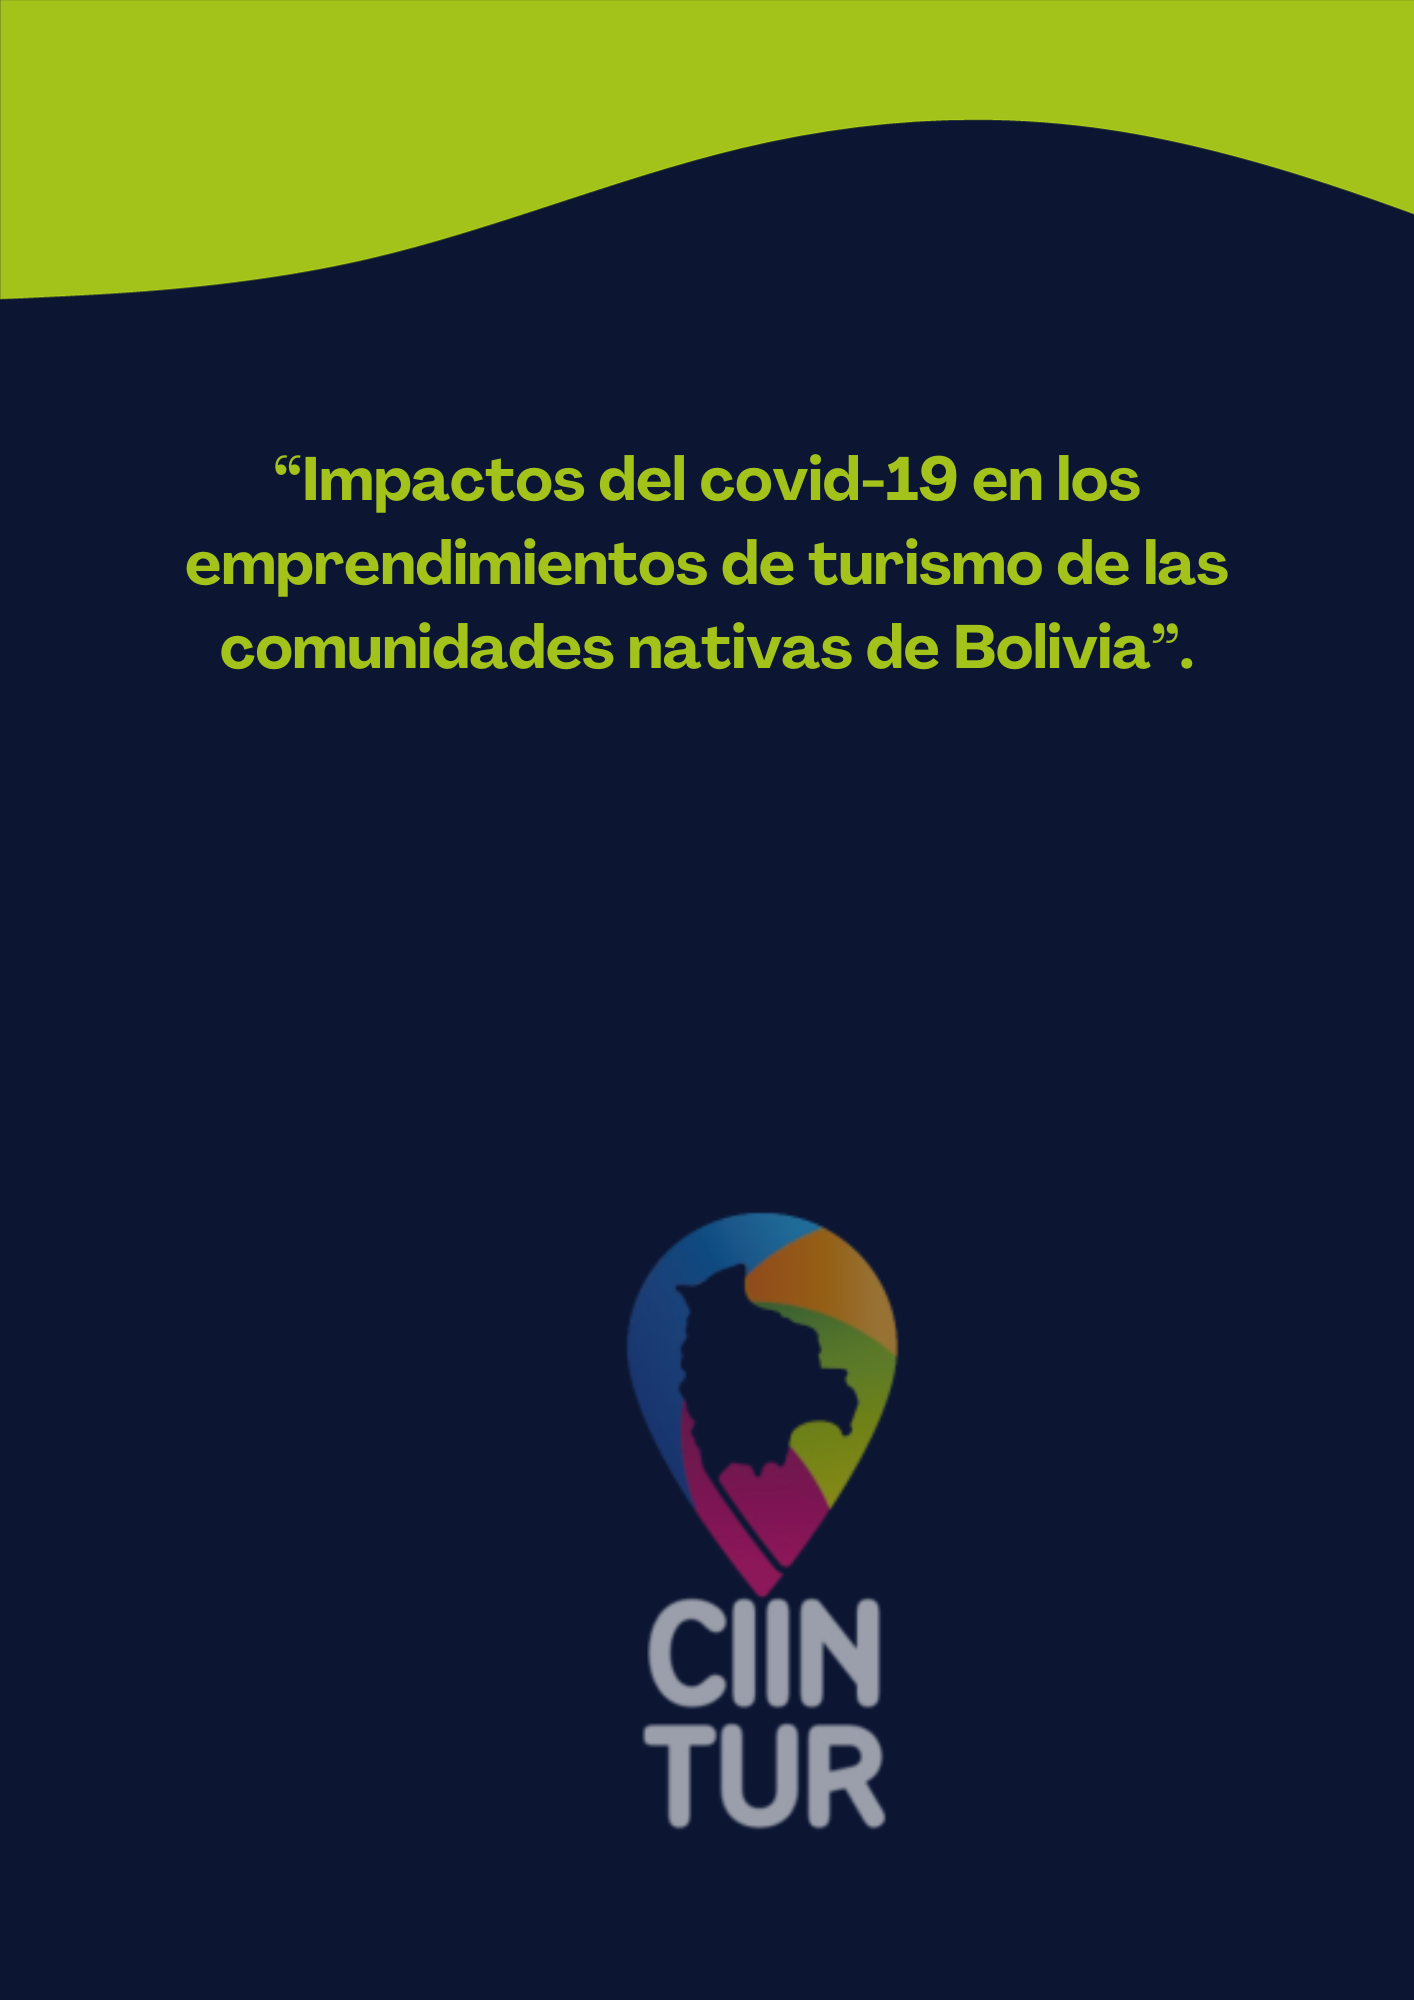 “Impactos del covid-19 en los
emprendimientos de turismo de las
comunidades nativas de Bolivia”.
CIIN
TUR